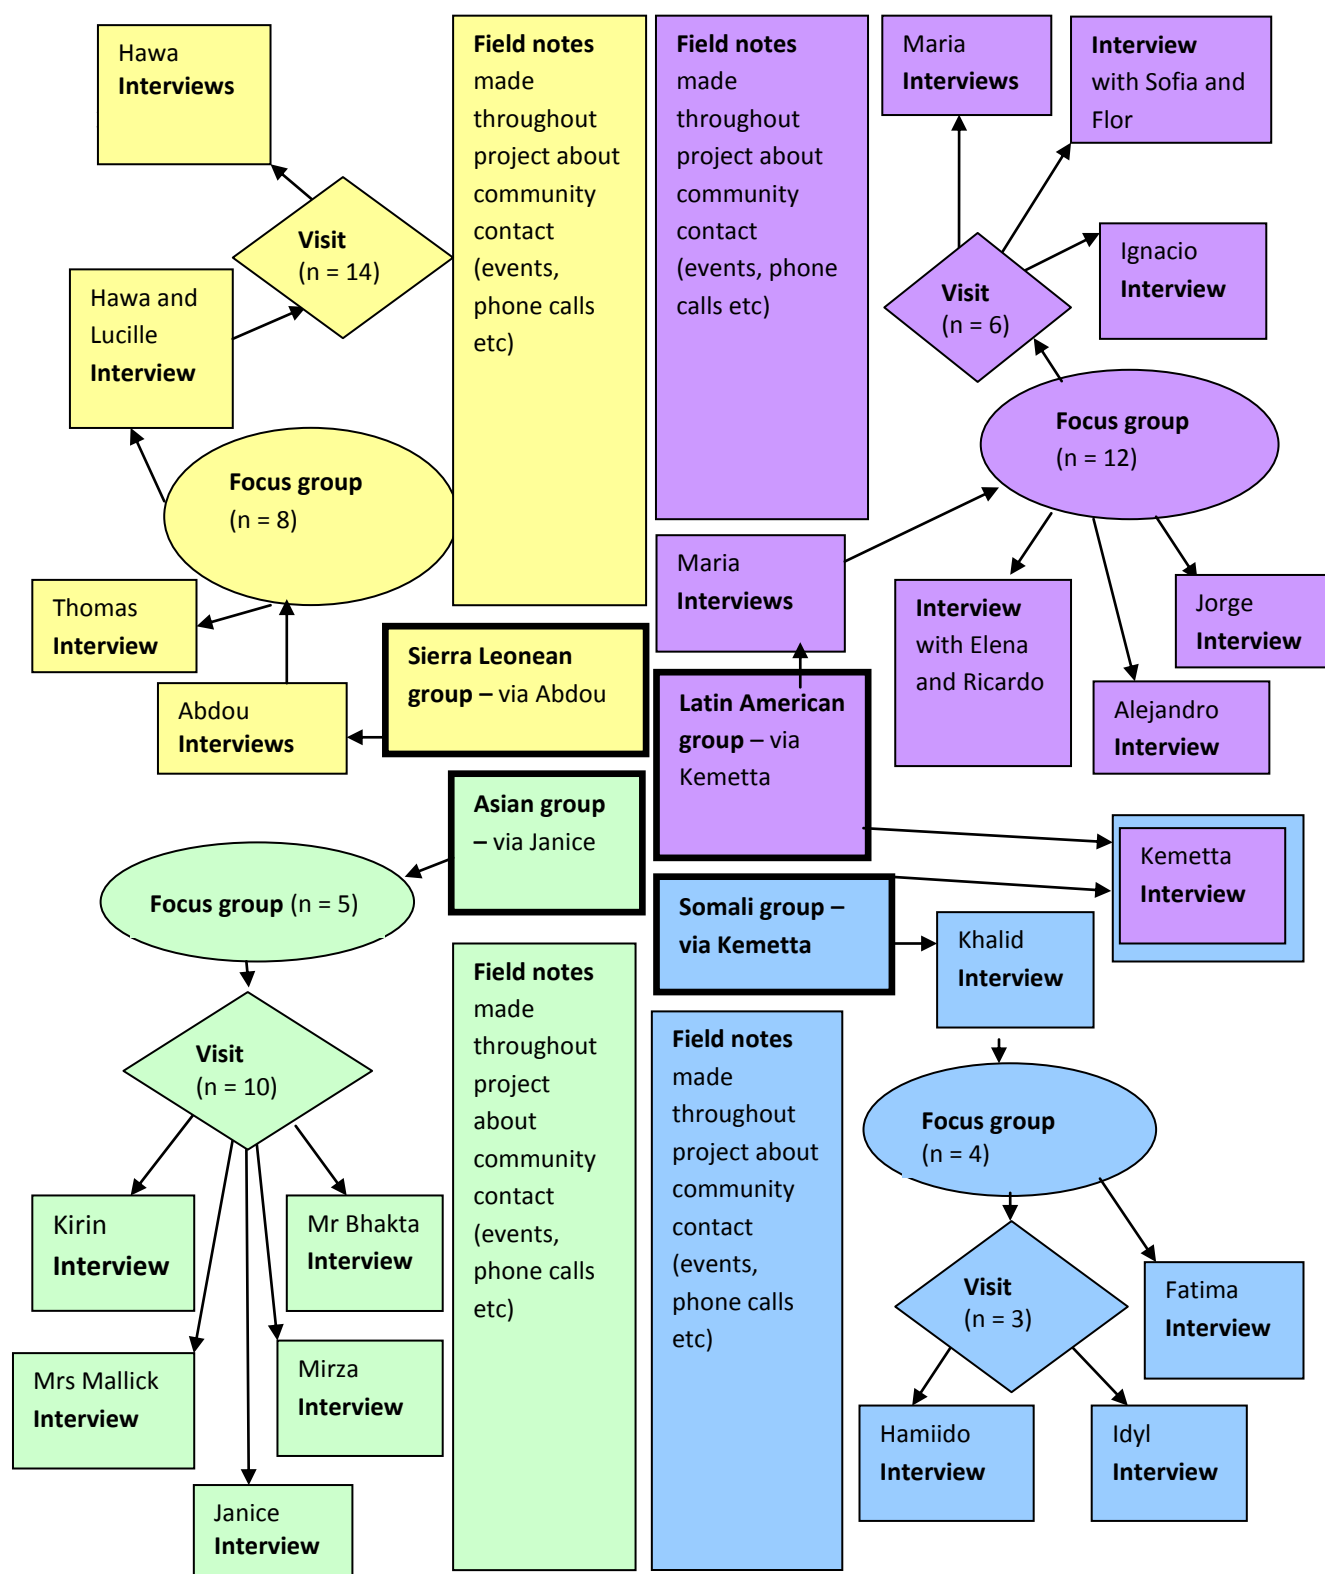 Hawa
Interviews
Visit
(n = 14)
Hawa and
Lucille
Interview
Focus group
(n = 8)
Thomas
Interview
Abdou
Interviews
Sierra Leonean
group – via Abdou
Field notes
made
throughout
project about
community
contact
(events,
phone calls
etc)
Field notes
made
throughout
project about
community
contact
(events, phone
calls etc)
Maria
Interviews
Interview
with Sofia and
Flor
Ignacio
Interview
Visit
(n = 6)
Focus group
(n = 12)
Maria
Interviews
Interview
with Elena
and Ricardo
Jorge
Interview
Alejandro
Interview
Latin American
group – via
Kemetta
Kemetta
Interview
Asian group
– via Janice
Focus group (n = 5)
Visit
(n = 10)
Kirin
Interview
Mr Bhakta
Interview
Mrs Mallick
Interview
Mirza
Interview
Janice
Interview
Field notes
made
throughout
project
about
community
contact
(events,
phone calls
etc)
Somali group –
via Kemetta
Khalid
Interview
Field notes
made
throughout
project about
community
contact
(events,
phone calls
etc)
Focus group
(n = 4)
Visit
(n = 3)
Fatima
Interview
Hamiido
Interview
Idyl
Interview